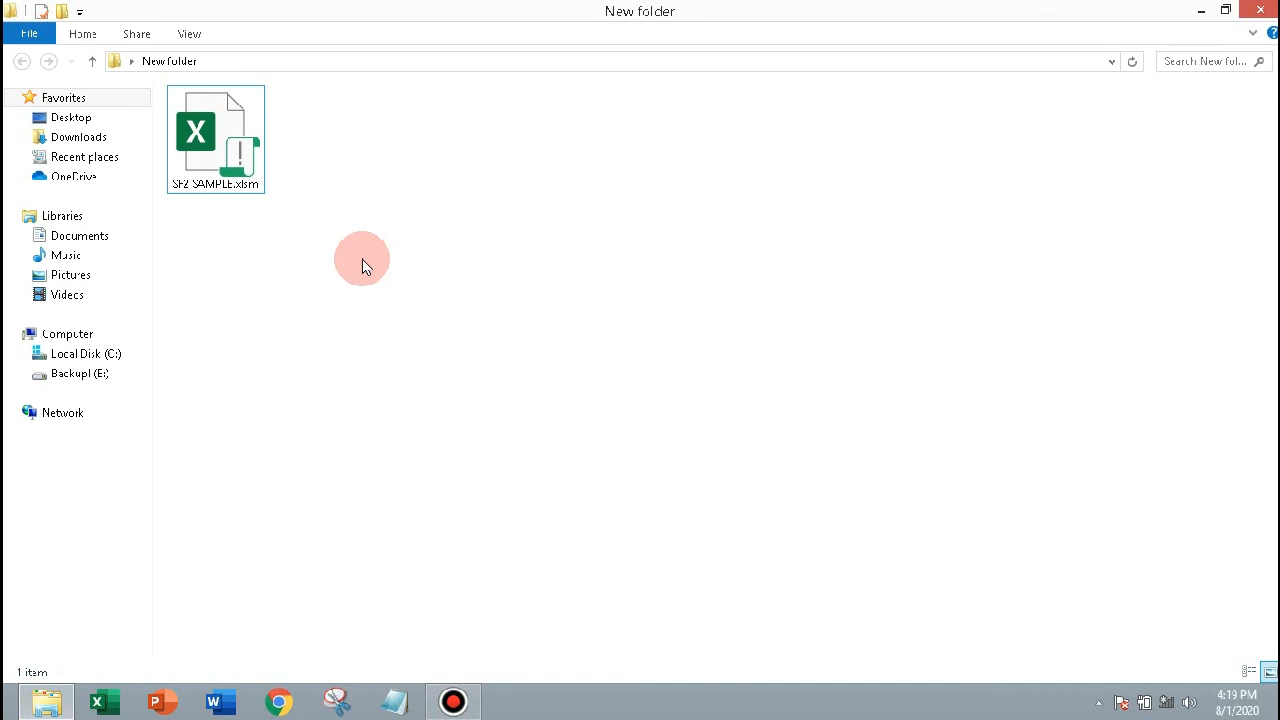 New folder
File Home Share View
New folder
Search New fol...
Favorites
Desktop
Downloads
Recent places
OneDrive
SF2 SAMPLE.xlsm
Libraries
Documents
Music
Pictures
Videos
Computer
Local Disk (C:)
BackupI (E:)
Network
1 item
4:19 PM
8/1/2020